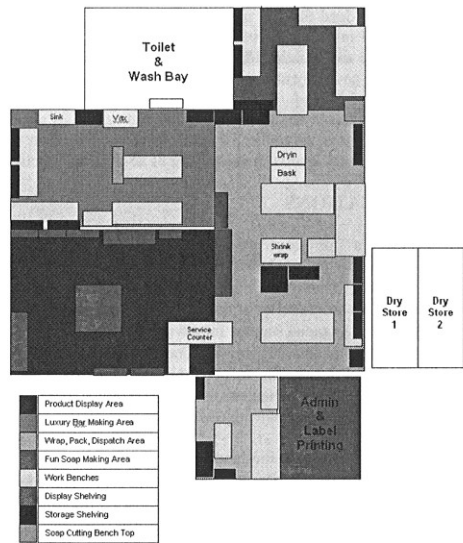 Toilet
&
Wash Bay
Sink
Dryin
Bask
Shrink
wrap
Dry
Store
1
Dry
Store
2
Service
Counter
Admin
&
Label
Printing
Product Display Area
Luxury Bar Making Area
Wrap, Pack, Dispatch Area
Fun Soap Making Area
Work Benches
Display Shelving
Storage Shelving
Soap Cutting Bench Top